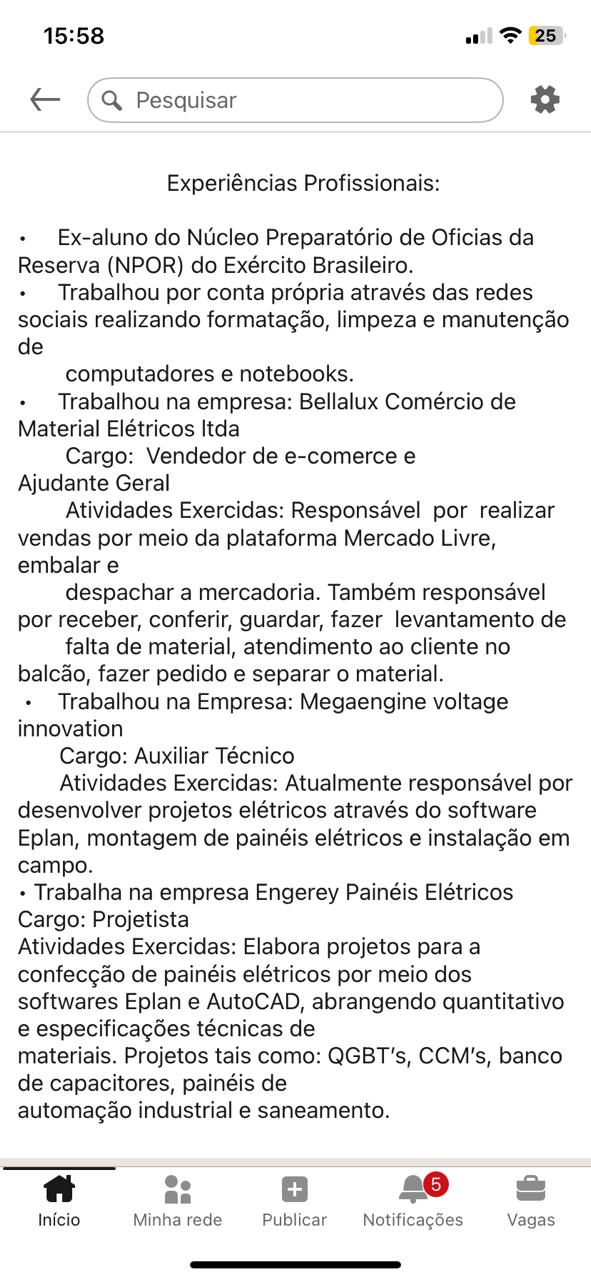 15:58
25
Pesquisar
Experiências Profissionais:
• Ex-aluno do Núcleo Preparatório de Oficias da
Reserva (NPOR) do Exército Brasileiro.
• Trabalhou por conta própria através das redes
sociais realizando formatação, limpeza e manutenção
de
computadores e notebooks.
• Trabalhou na empresa: Bellalux Comércio de
Material Elétricos ltda
Cargo: Vendedor de e-comerce e
Ajudante Geral
Atividades Exercidas: Responsável por realizar
vendas por meio da plataforma Mercado Livre,
embalar e
despachar a mercadoria. Também responsável
por receber, conferir, guardar, fazer levantamento de
falta de material, atendimento ao cliente no
balcão, fazer pedido e separar o material.
• Trabalhou na Empresa: Megaengine voltage
innovation
Cargo: Auxiliar Técnico
Atividades Exercidas: Atualmente responsável por
desenvolver projetos elétricos através do software
Eplan, montagem de painéis elétricos e instalação em
campo.
• Trabalha na empresa Engerey Painéis Elétricos
Cargo: Projetista
Atividades Exercidas: Elabora projetos para a
confecção de painéis elétricos por meio dos
softwares Eplan e AutoCAD, abrangendo quantitativo
e especificações técnicas de
materiais. Projetos tais como: QGBT’s, CCM’s, banco
de capacitores, painéis de
automação industrial e saneamento.
5
Início Minha rede Publicar Notificações Vagas